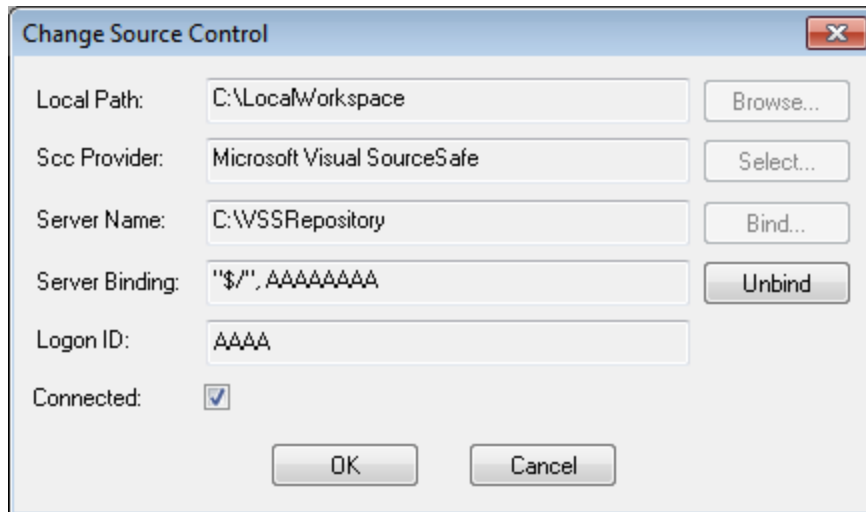 Change Source Control
Local Path: C:\LocalWorkspace Browse...
Scc Provider: Microsoft Visual SourceSafe Select...
Server Name: C:\VSSRepository Bind...
Server Binding: "$/", AAAAAAAA Unbind
Logon ID: AAAA
Connected:
OK Cancel